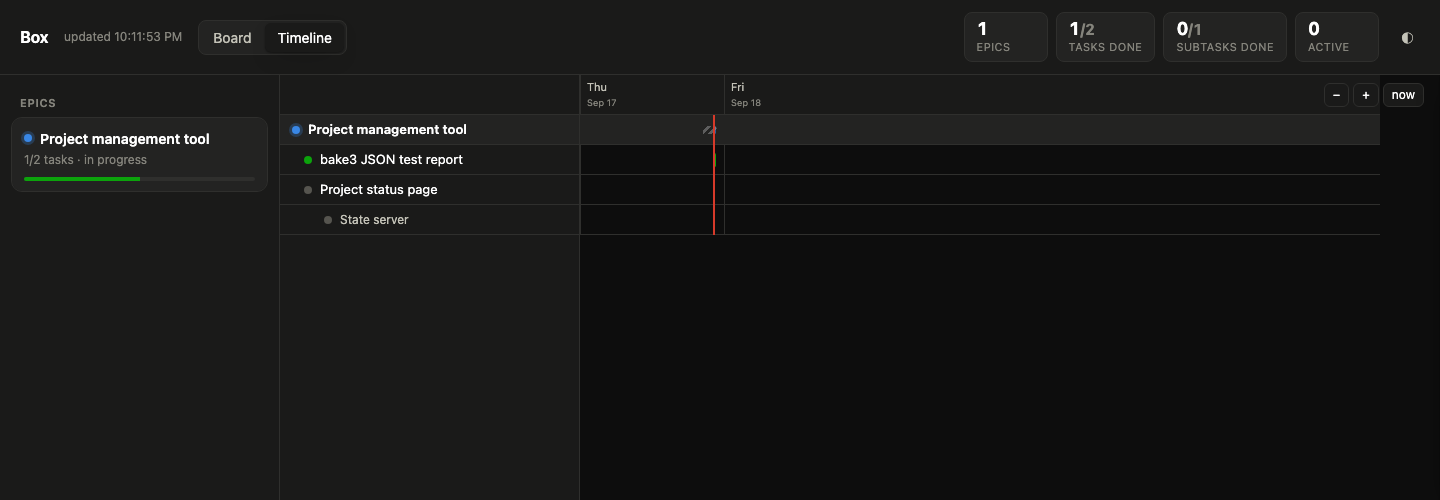 Box
updated 10:11:53 PM
Board
Timeline
1
EPICS
1/2
TASKS DONE
0/1
SUBTASKS DONE
0
ACTIVE
EPICS
Project management tool
1/2 tasks · in progress
Thu
Sep 17
Fri
Sep 18
−
+
now
Project management tool
bake3 JSON test report
Project status page
State server